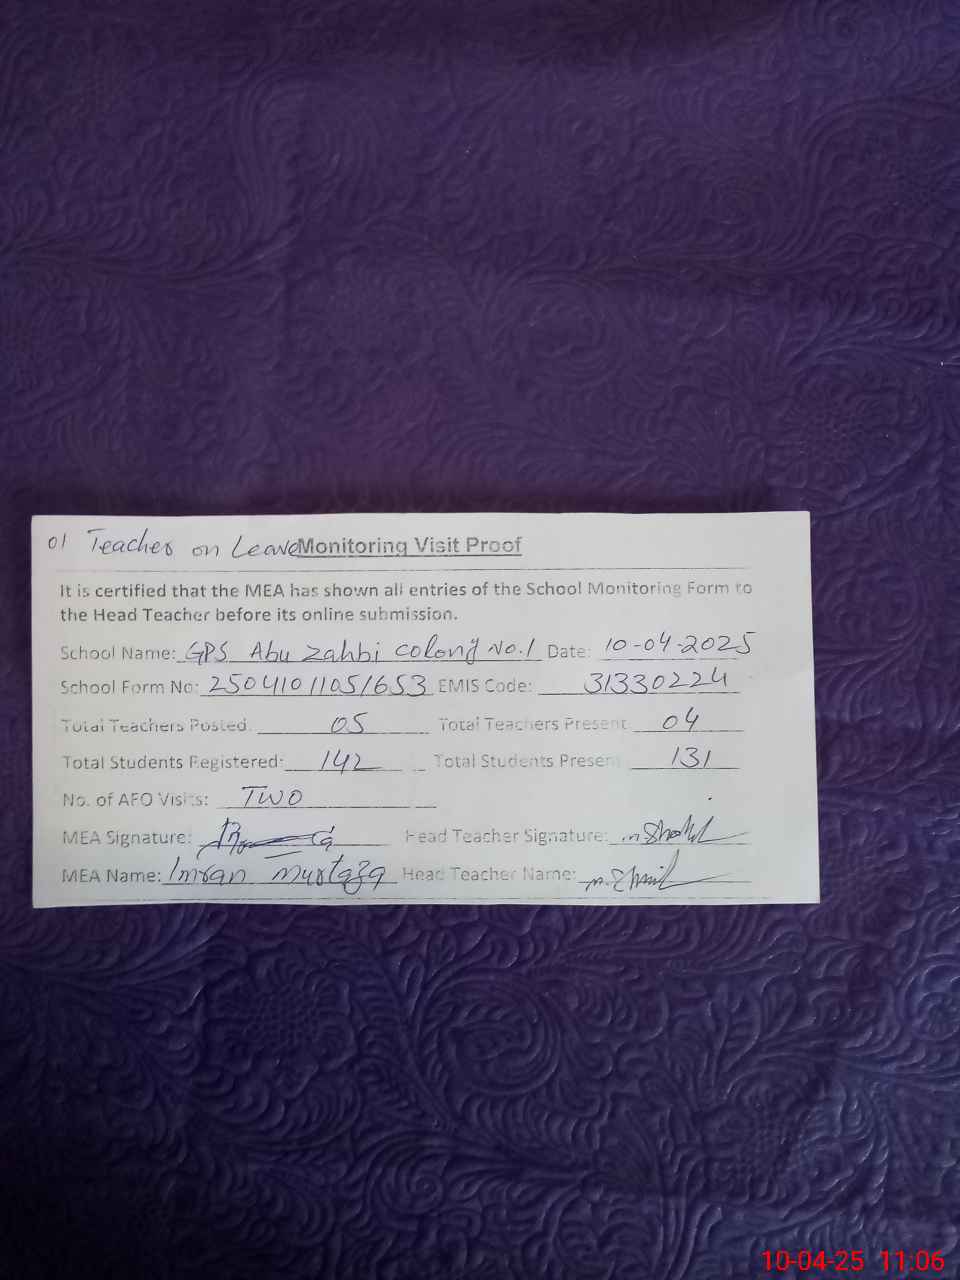 01 Teacher on Leave Monitoring Visit Proof
It is certified that the MEA has shown all entries of the School Monitoring Form to
the Head Teacher before its online submission.
School Name: GPS Abu Zahbi colony No.1 Date: 10-04-2025
School Form No: 25041011051653 EMIS Code: 31330224
Total Teachers Posted: 05 Total Teachers Present 04
Total Students Registered: 142 Total Students Present 131
No. of AEO Visits: TWO
MEA Signature: Head Teacher Signature:
MEA Name: Imran Murtaza Head Teacher Name:
10-04-25 11:06